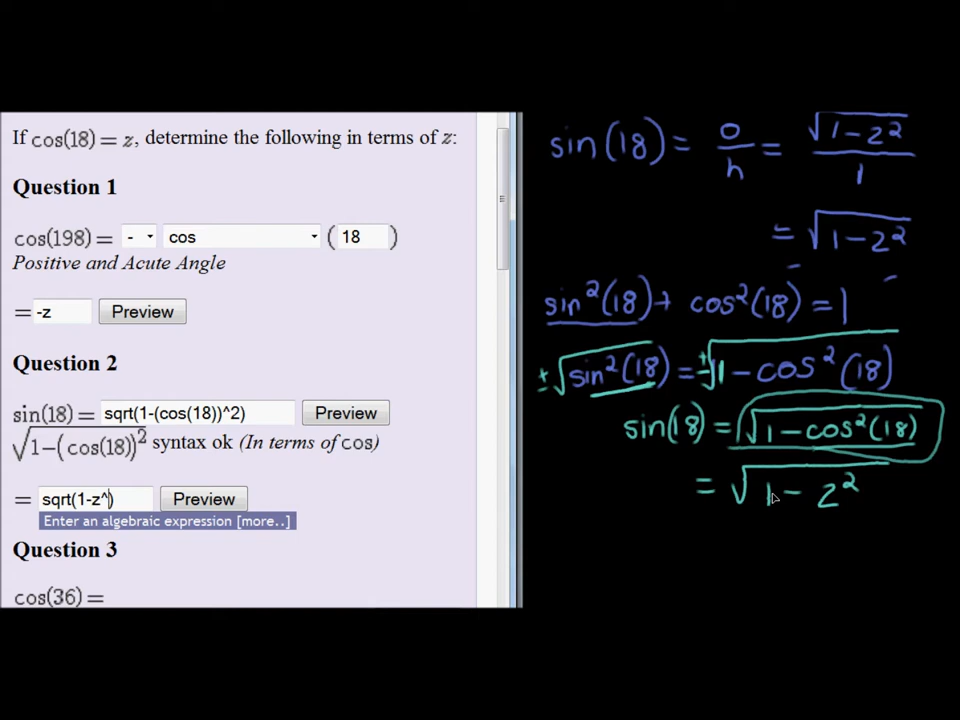 If cos(18) = z, determine the following in terms of z:
Question 1
cos(198) = - cos ( 18 )
Positive and Acute Angle
= -z Preview
Question 2
sin(18) = sqrt(1-(cos(18))^2) Preview
√1−(cos(18))² syntax ok (In terms of cos)
= sqrt(1-z^) Preview
Enter an algebraic expression [more..]
Question 3
cos(36) =
sin(18) = o/h = √1−z²/1
= √1−z²
sin²(18) + cos²(18) = 1
±√sin²(18) = ±√1 − cos²(18)
sin(18) = √1−cos²(18)
= √1−z²